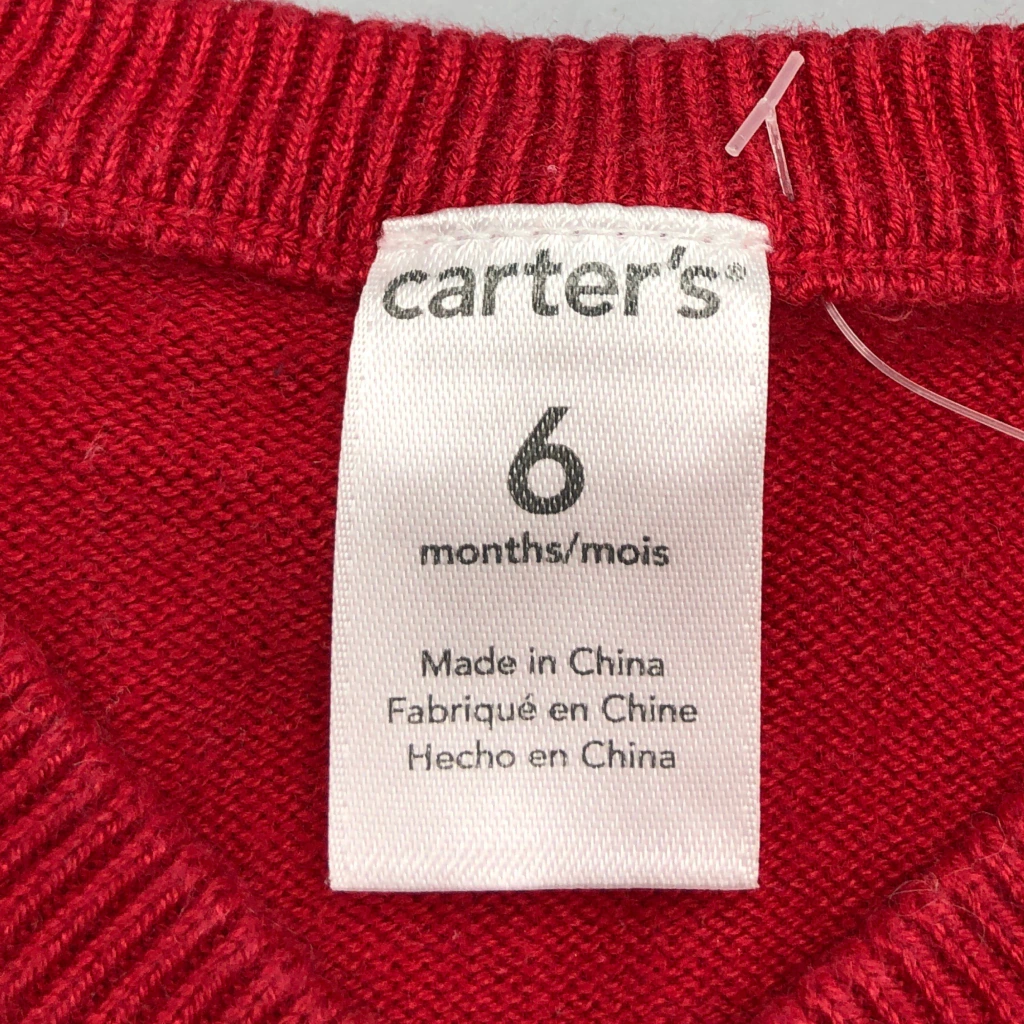 carter's®
6
months/mois
Made in China
Fabriqué en Chine
Hecho en China